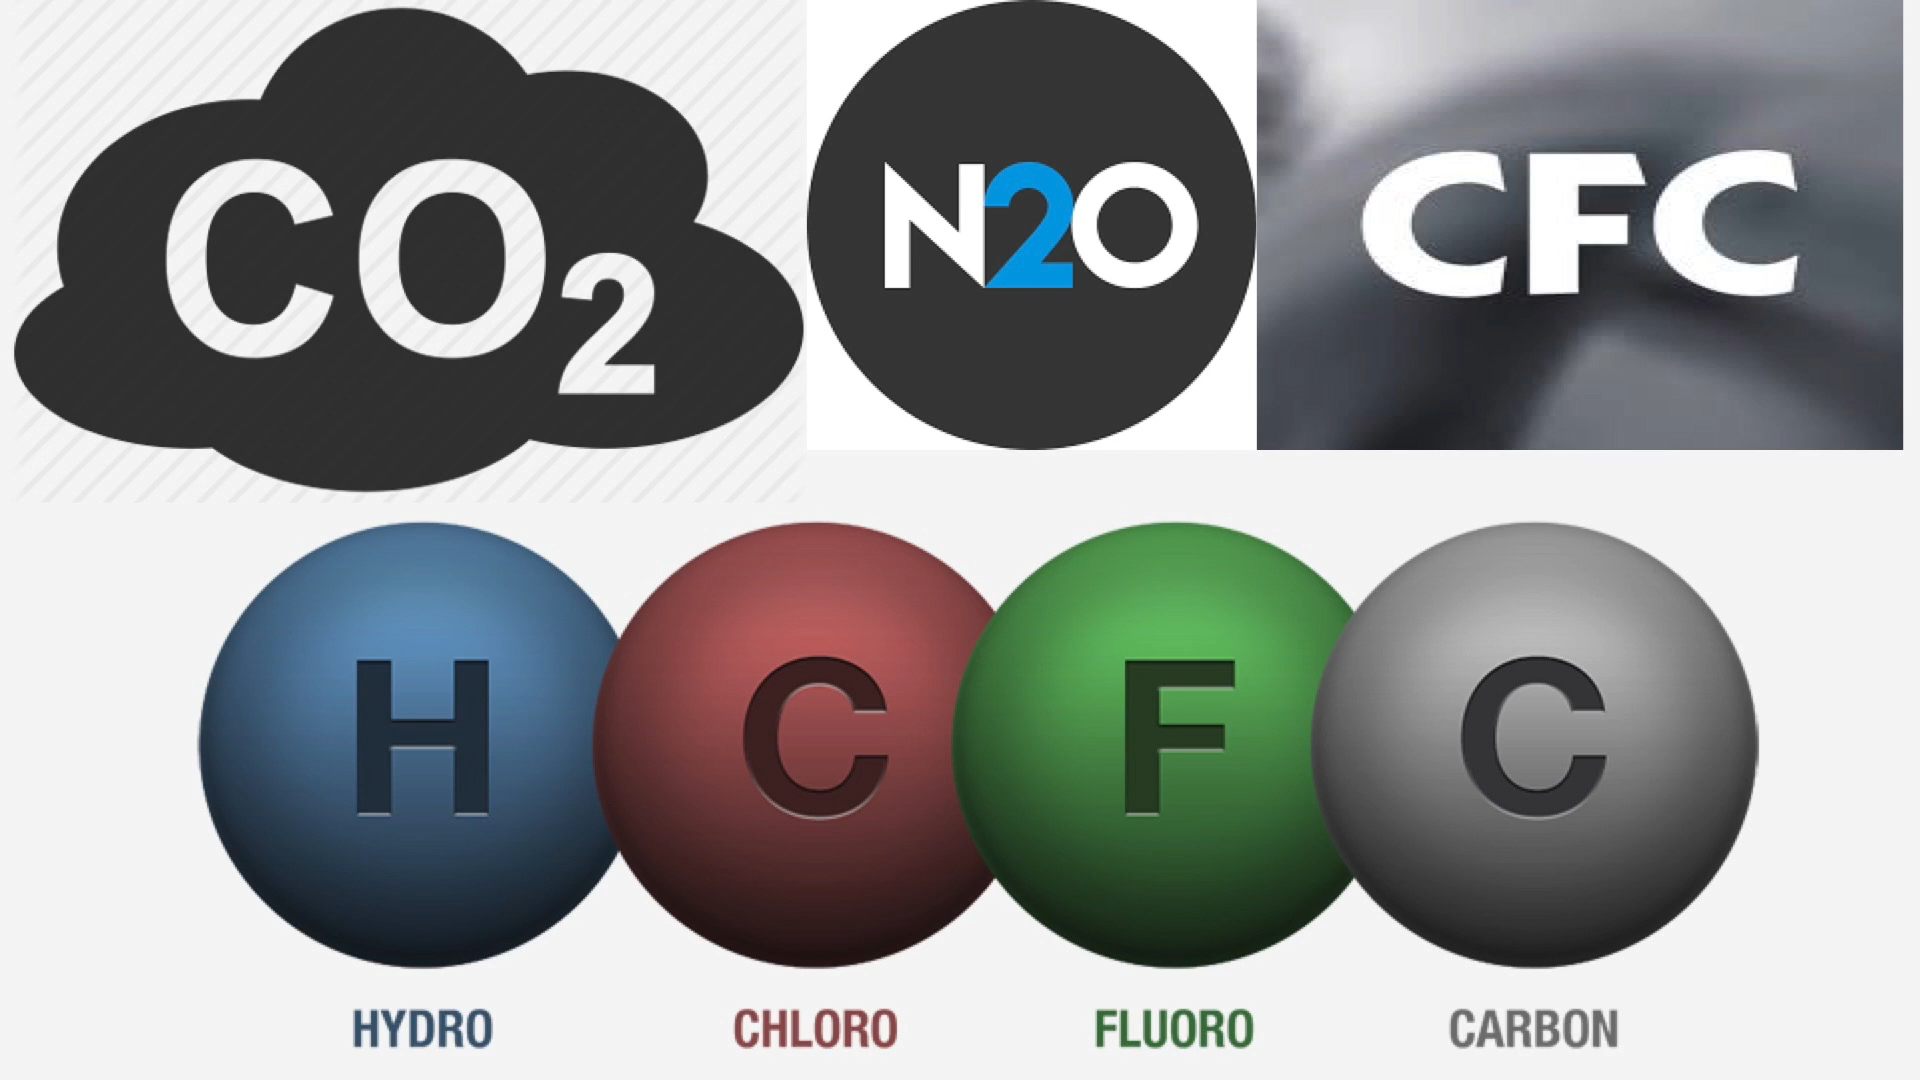 CO₂
N2O
CFC
H C F C
HYDRO CHLORO FLUORO CARBON